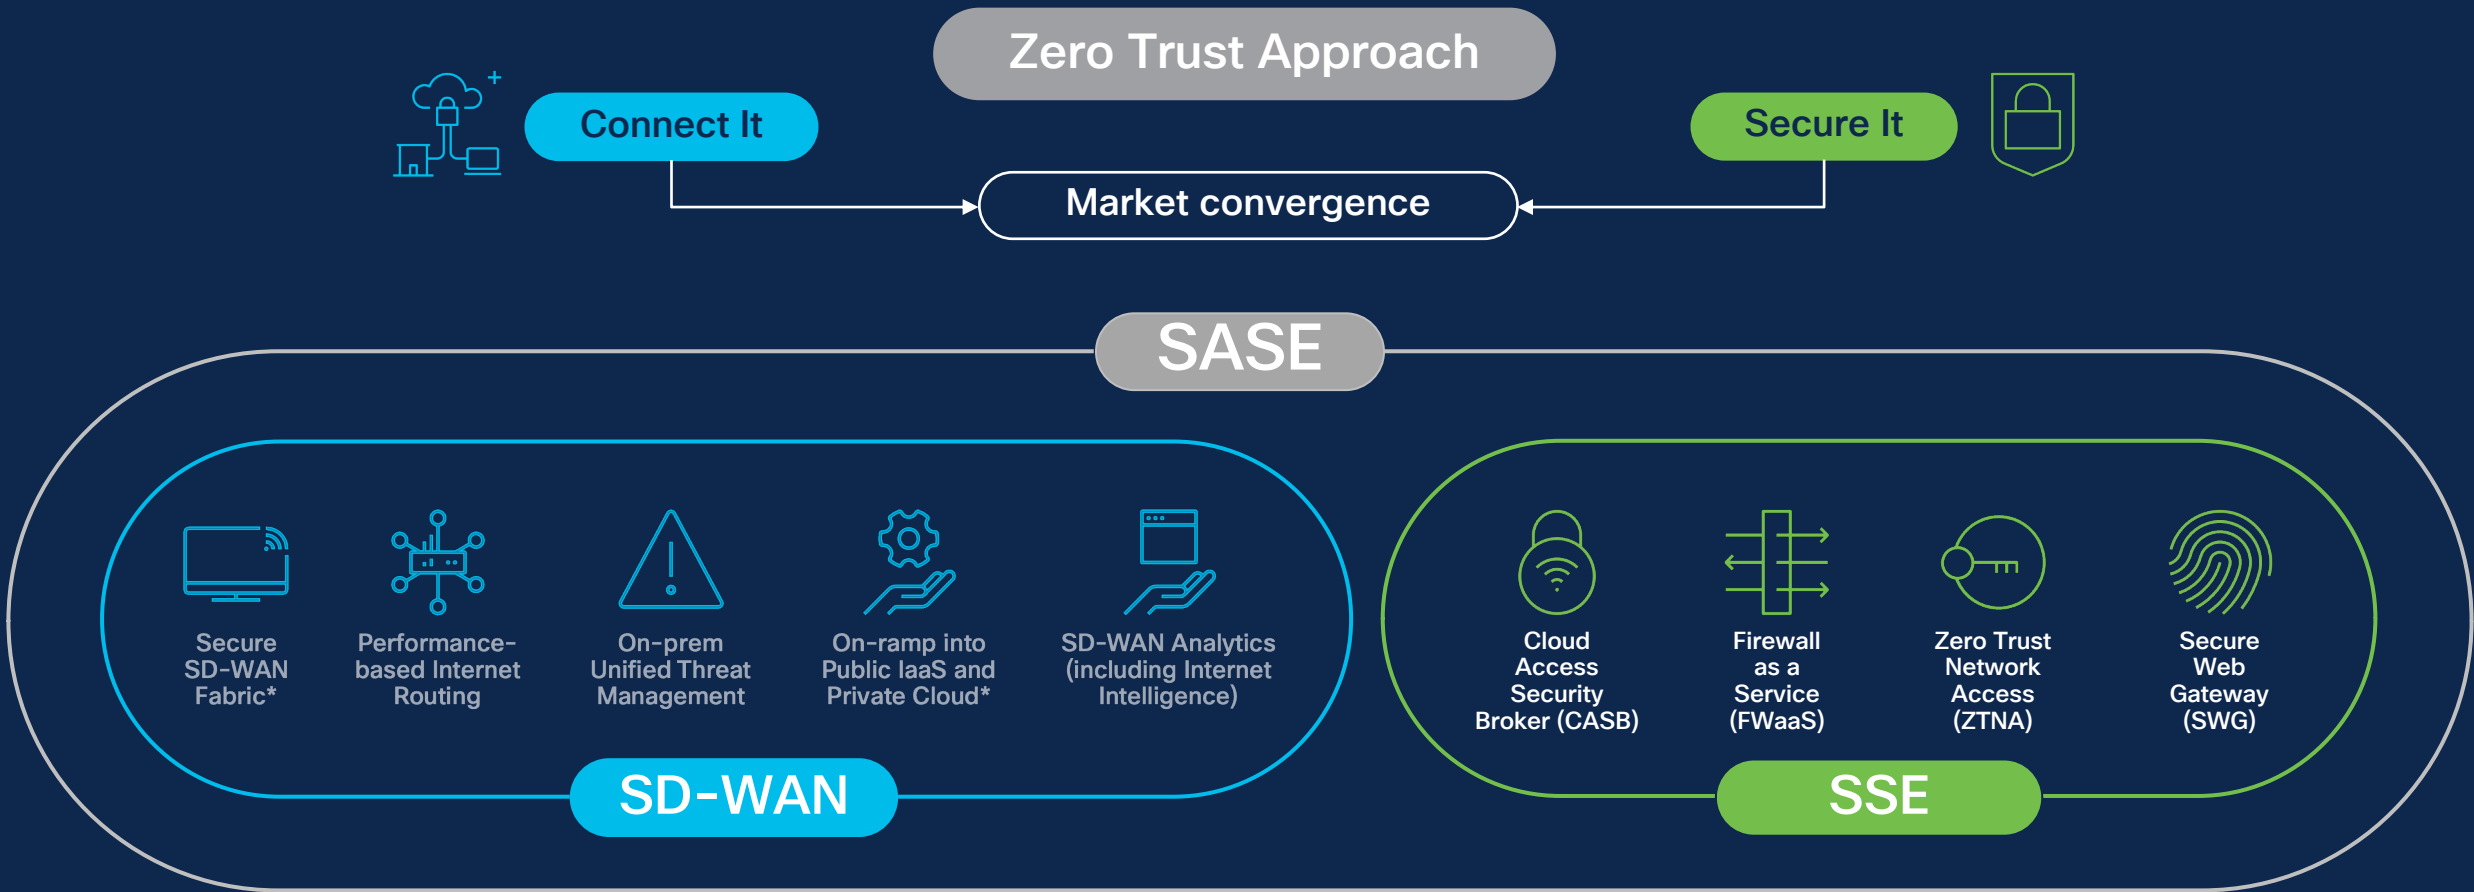 Zero Trust Approach
Connect It
Secure It
Market convergence
SASE
Secure
SD-WAN
Fabric*
Performance-
based Internet
Routing
On-prem
Unified Threat
Management
On-ramp into
Public IaaS and
Private Cloud*
SD-WAN Analytics
(including Internet
Intelligence)
SD-WAN
Cloud
Access
Security
Broker (CASB)
Firewall
as a
Service
(FWaaS)
Zero Trust
Network
Access
(ZTNA)
Secure
Web
Gateway
(SWG)
SSE